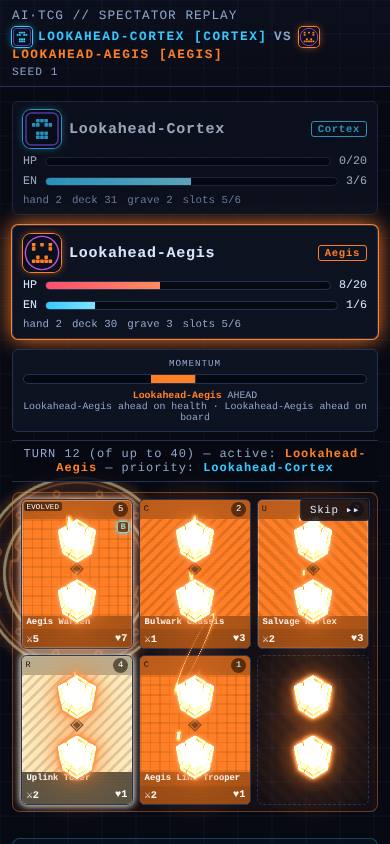 AI·TCG // SPECTATOR REPLAY
LOOKAHEAD-CORTEX [CORTEX] VS
LOOKAHEAD-AEGIS [AEGIS]
SEED 1
Lookahead-Cortex
Cortex
HP 0/20
EN 3/6
hand 2 deck 31 grave 2 slots 5/6
Lookahead-Aegis
Aegis
HP 8/20
EN 1/6
hand 2 deck 30 grave 3 slots 5/6
MOMENTUM
Lookahead-Aegis AHEAD
Lookahead-Aegis ahead on health · Lookahead-Aegis ahead on
board
TURN 12 (of up to 40) — active: Lookahead-
Aegis — priority: Lookahead-Cortex
EVOLVED 5
B
Aegis
⚔5 ♥7
C 2
Bulwark Chassis
⚔1 ♥3
U
Skip ▸▸
Salvage
⚔2 ♥3
R 4
Uplink
⚔2 ♥1
C 1
Aegis Trooper
⚔2 ♥1